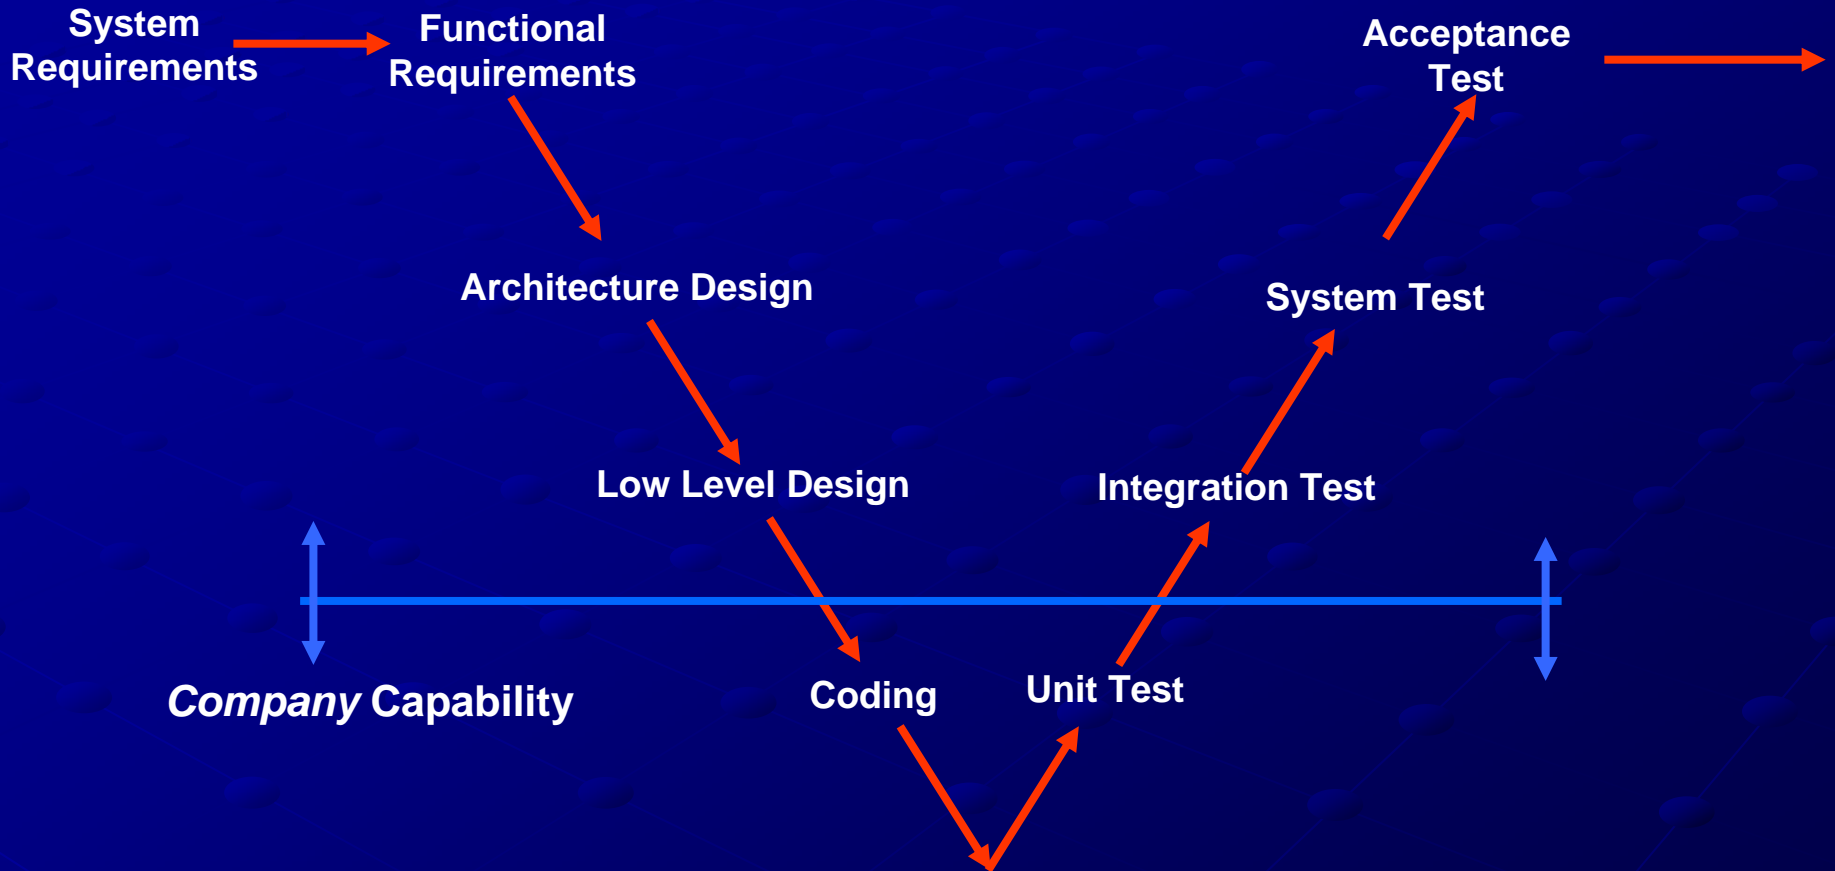 System
Requirements
Functional
Requirements
Acceptance
Test
Architecture Design
System Test
Low Level Design
Integration Test
Company Capability
Coding
Unit Test